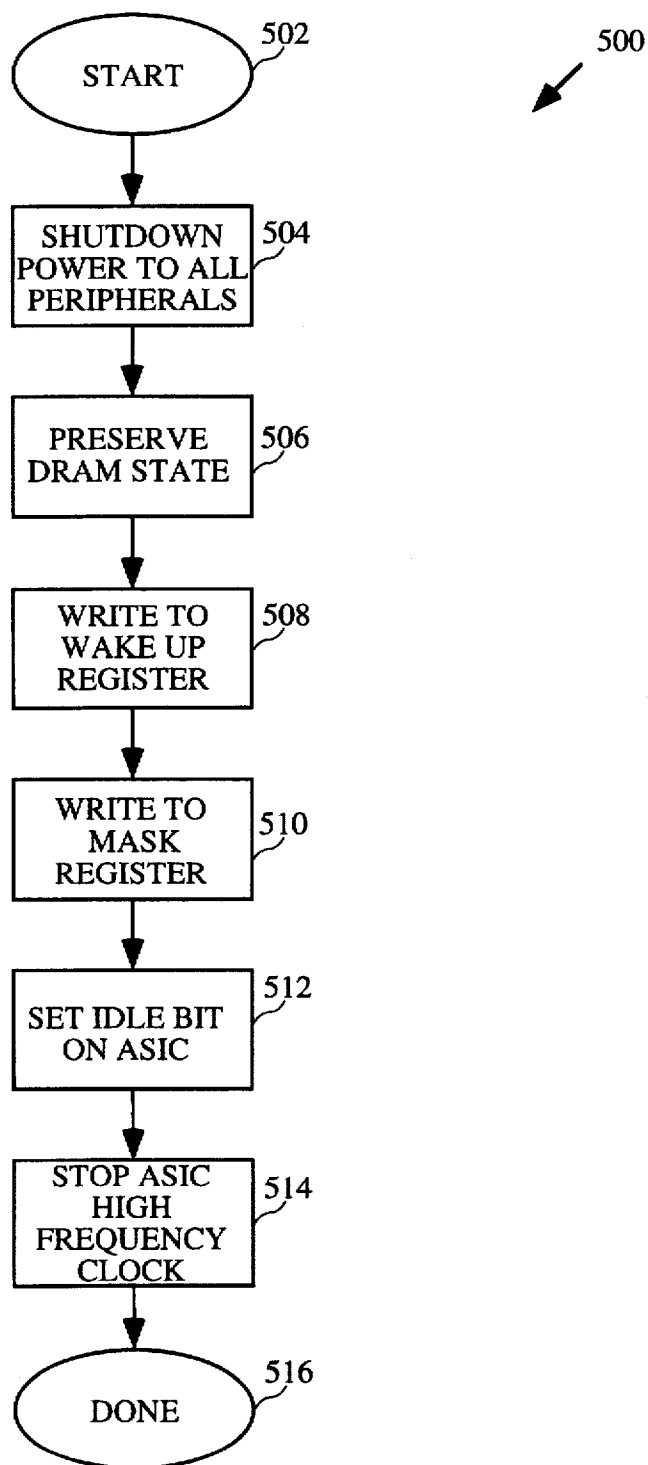 502
START
500
504
SHUTDOWN
POWER TO ALL
PERIPHERALS
506
PRESERVE
DRAM STATE
508
WRITE TO
WAKE UP
REGISTER
510
WRITE TO
MASK
REGISTER
512
SET IDLE BIT
ON ASIC
514
STOP ASIC
HIGH
FREQUENCY
CLOCK
516
DONE